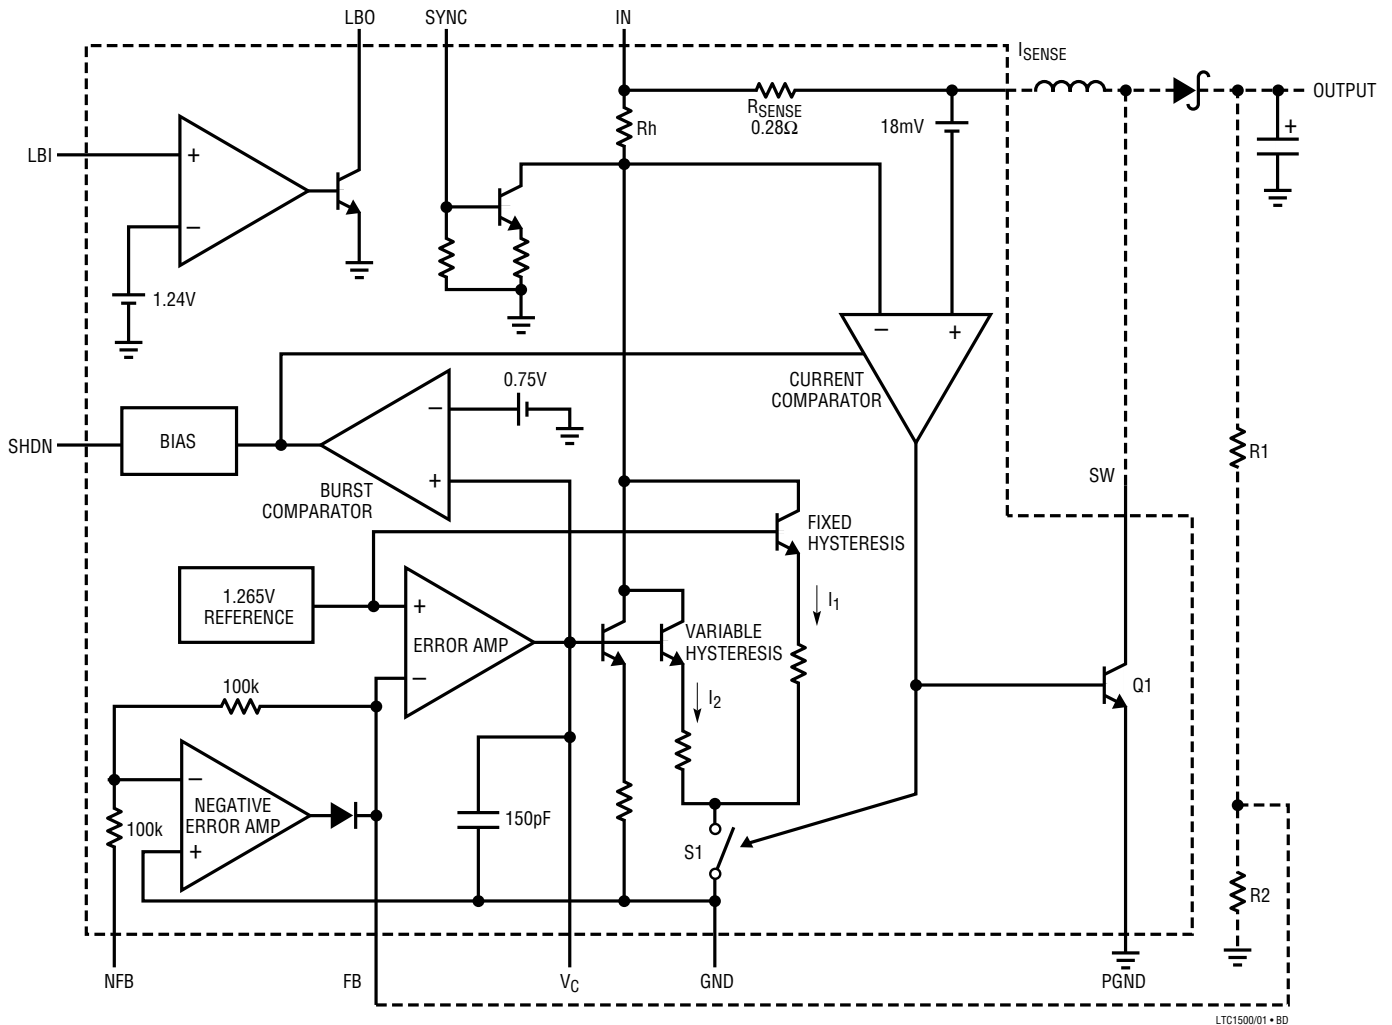 LBO
SYNC
IN
I_SENSE
OUTPUT
R_SENSE
0.28Ω
18mV
+
Rh
LBI
+
−
1.24V
−
+
CURRENT
COMPARATOR
0.75V
−
SHDN
BIAS
+
BURST
COMPARATOR
R1
SW
FIXED
HYSTERESIS
1.265V
REFERENCE
+
ERROR AMP
−
VARIABLE
HYSTERESIS
I1
I2
100k
Q1
−
NEGATIVE
ERROR AMP
+
100k
150pF
S1
R2
NFB
FB
VC
GND
PGND
LTC1500/01 • BD